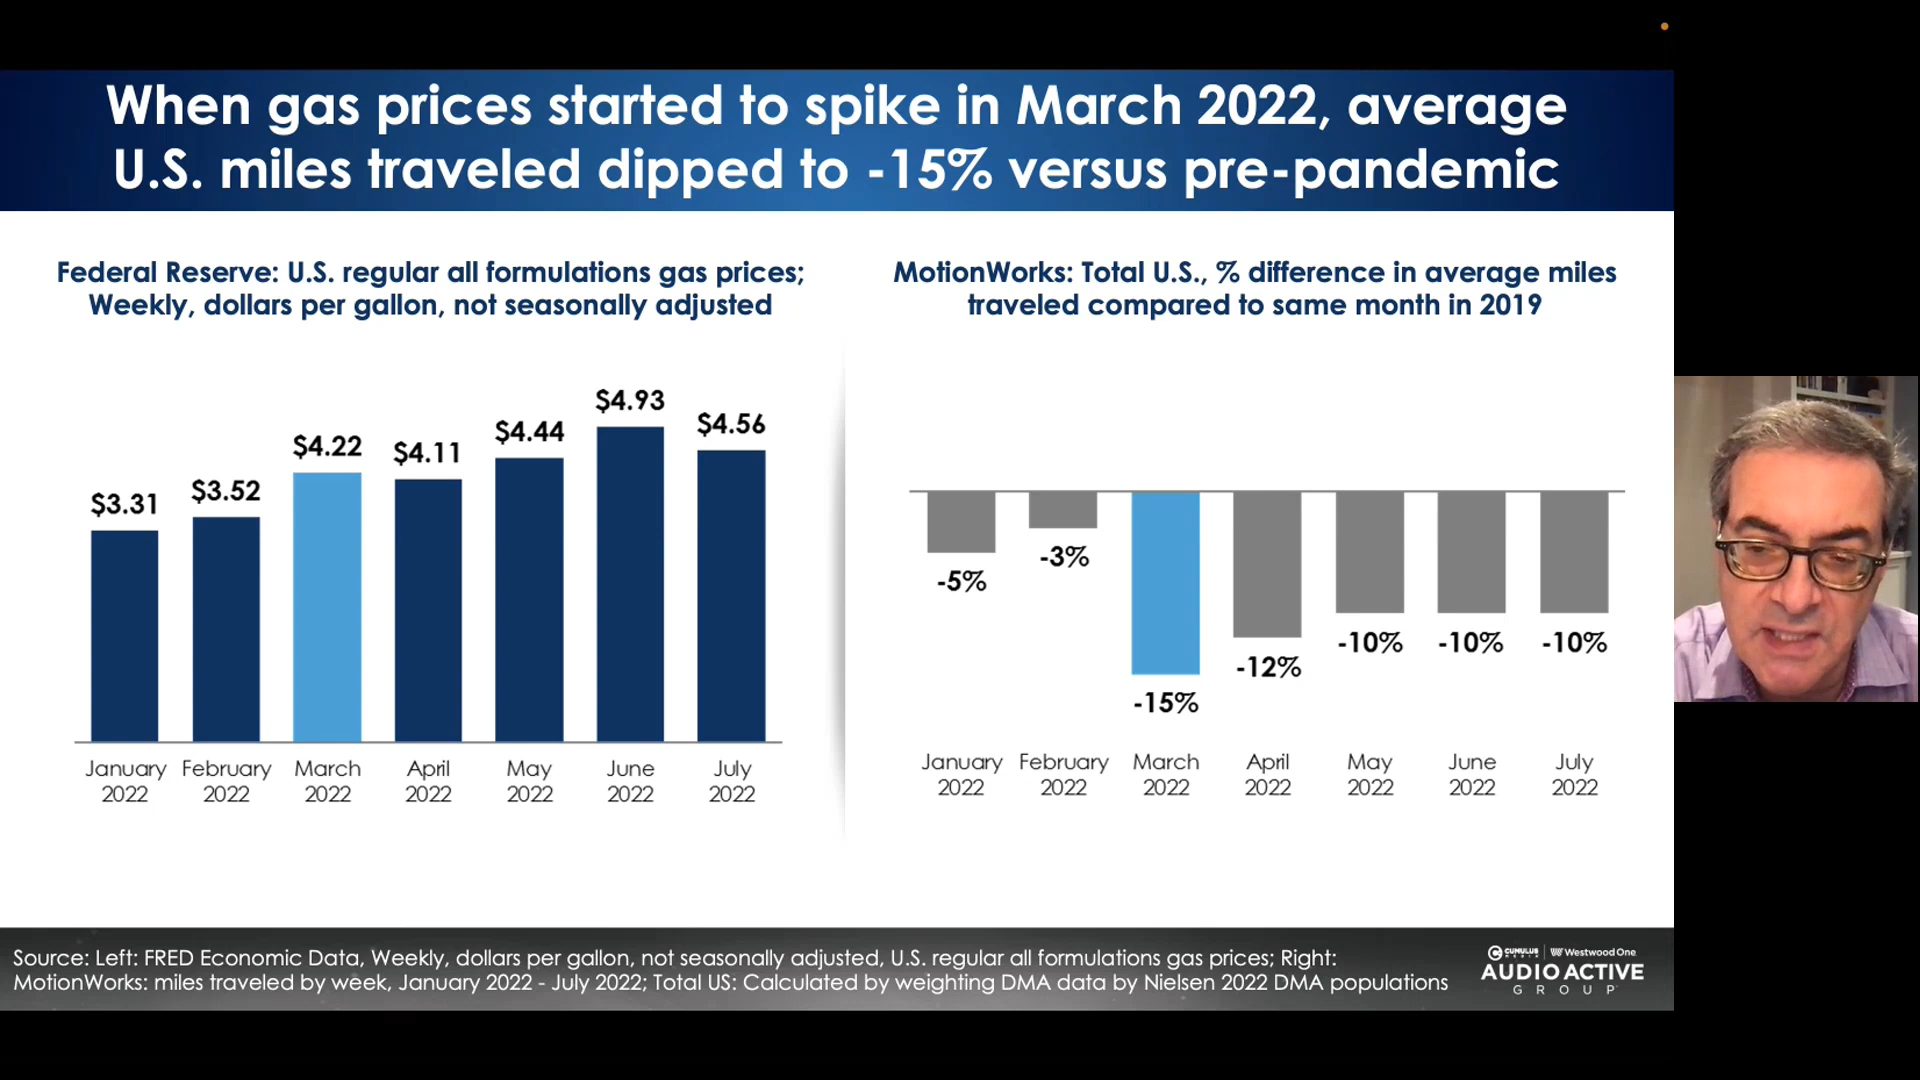 When gas prices started to spike in March 2022, average
U.S. miles traveled dipped to -15% versus pre-pandemic
Federal Reserve: U.S. regular all formulations gas prices;
Weekly, dollars per gallon, not seasonally adjusted
$3.31
$3.52
$4.22
$4.11
$4.44
$4.93
$4.56
January 2022
February 2022
March 2022
April 2022
May 2022
June 2022
July 2022
MotionWorks: Total U.S., % difference in average miles
traveled compared to same month in 2019
-5%
-3%
-15%
-12%
-10%
-10%
-10%
January 2022
February 2022
March 2022
April 2022
May 2022
June 2022
July 2022
Source: Left: FRED Economic Data, Weekly, dollars per gallon, not seasonally adjusted, U.S. regular all formulations gas prices; Right:
MotionWorks: miles traveled by week, January 2022 - July 2022; Total US: Calculated by weighting DMA data by Nielsen 2022 DMA populations
CUMULUS MEDIA | Westwood One
AUDIO ACTIVE
GROUP